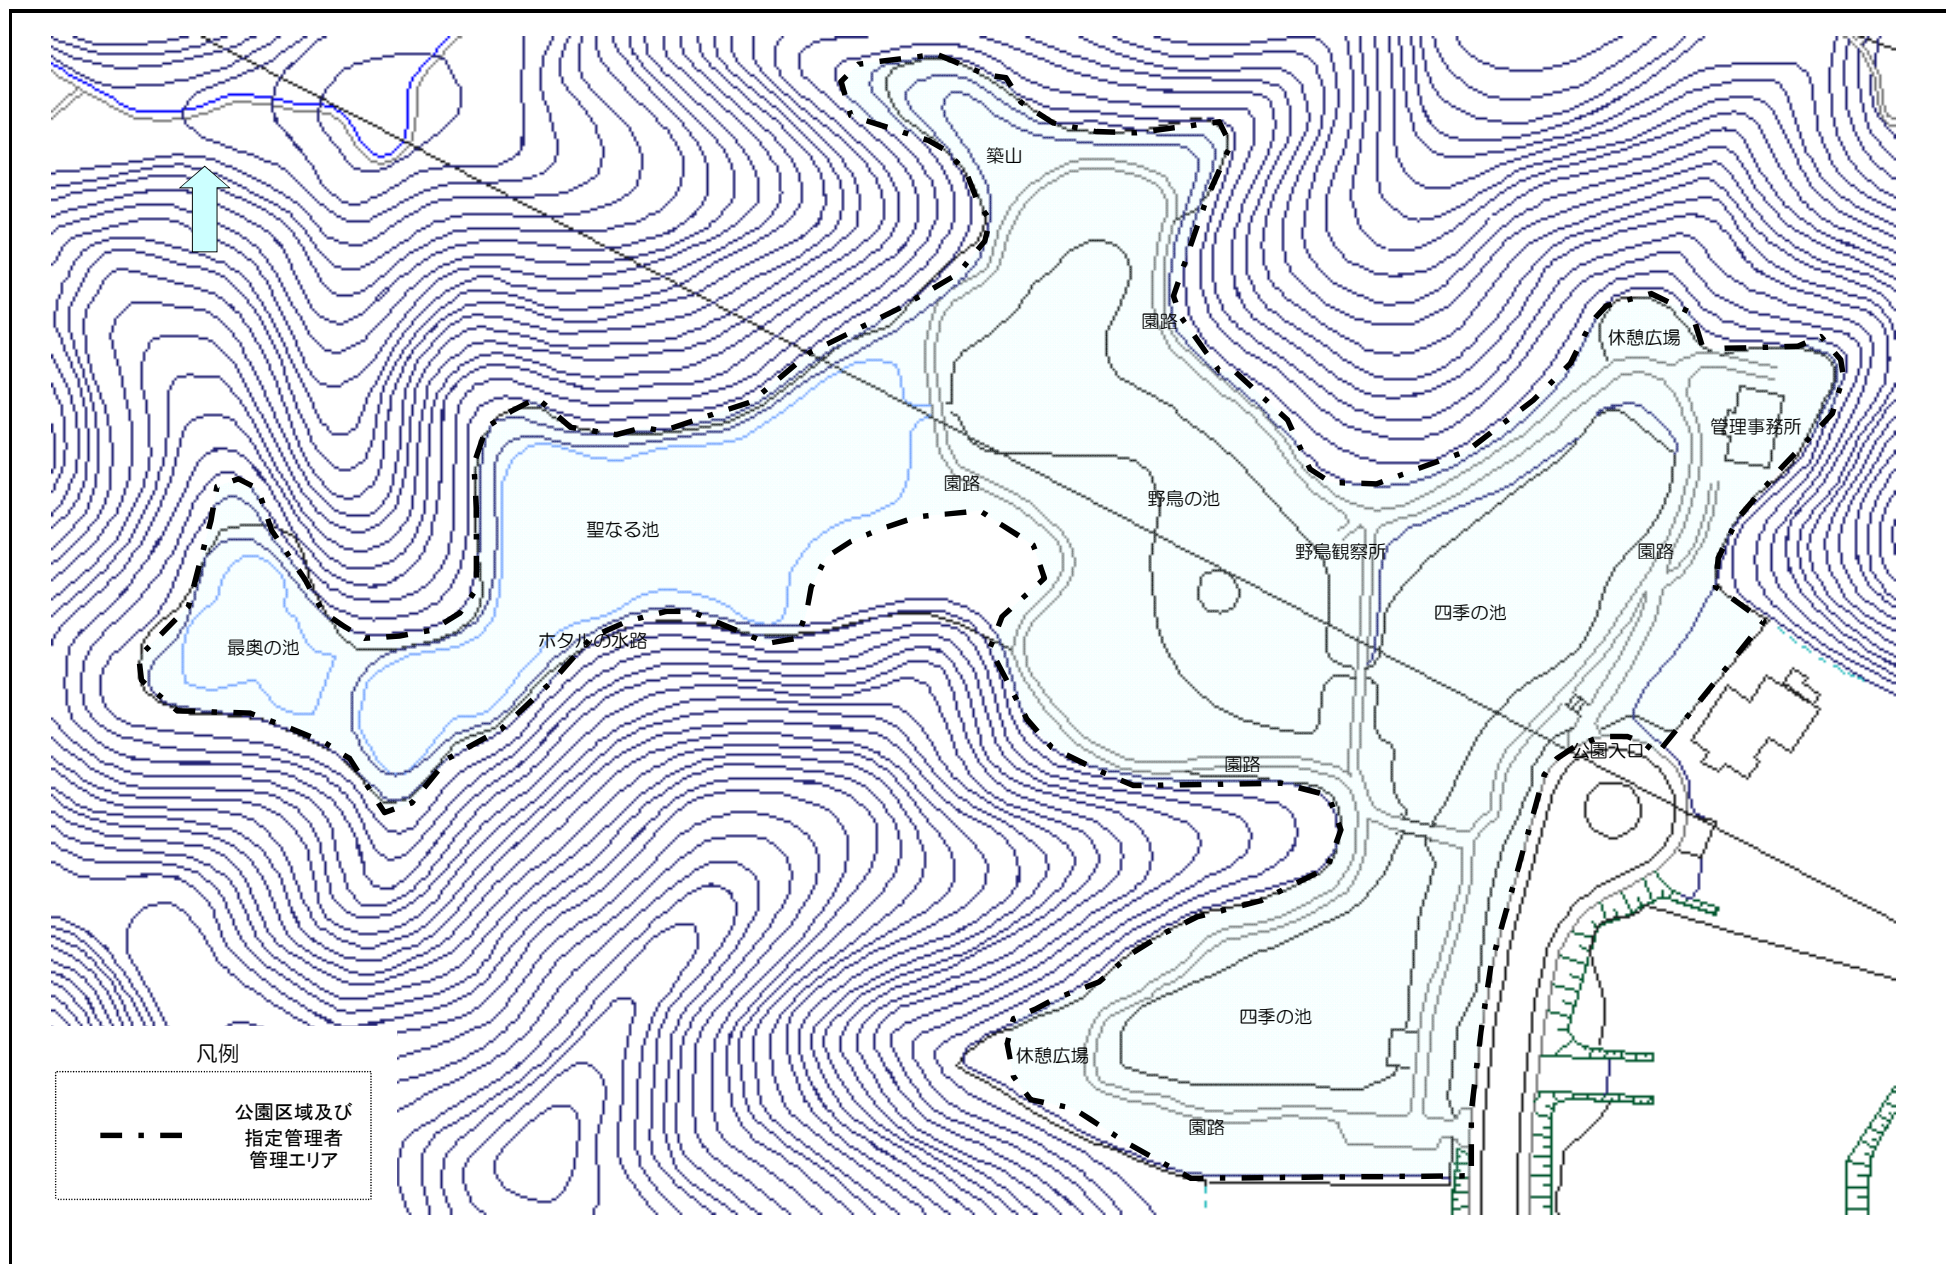 築山
園路
休憩広場
管理事務所
園路
野鳥の池
聖なる池
野鳥観察所
園路
四季の池
ホタルの水路
最奥の池
公園入口
園路
四季の池
休憩広場
園路
凡例
公園区域及び
指定管理者
管理エリア